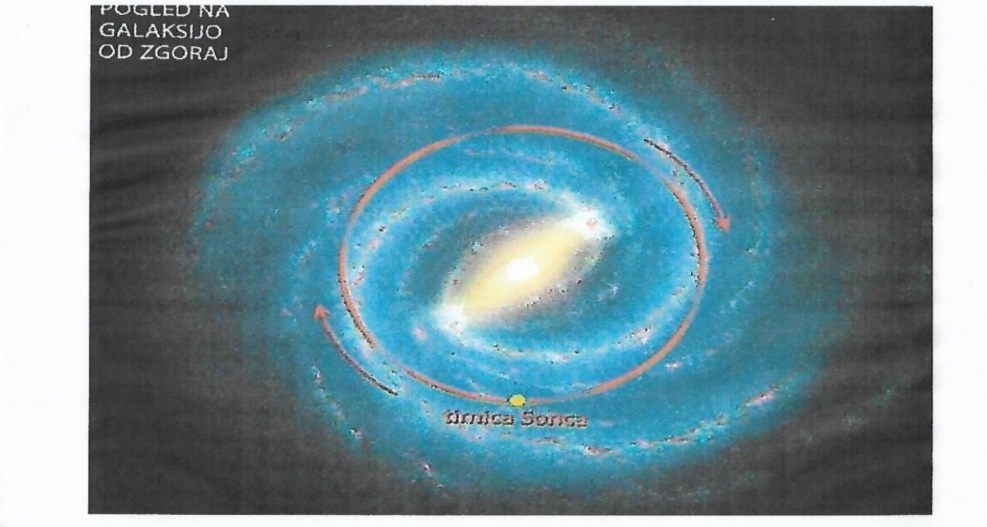 POGLED NA
GALAKSIJO
OD ZGORAJ
tirnica Sonca